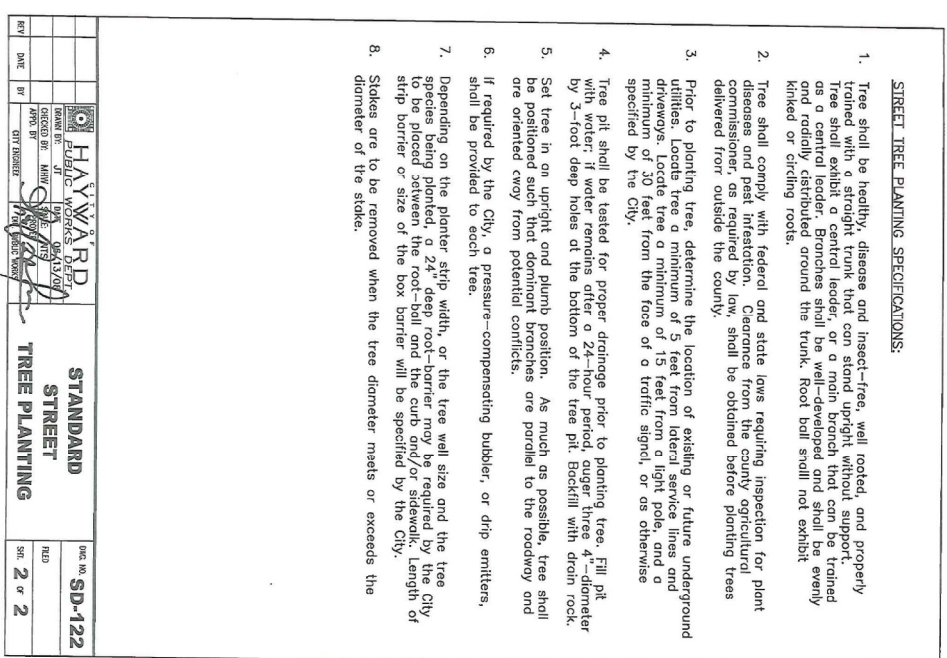 STREET TREE PLANTING SPECIFICATIONS:
1. Tree shall be healthy, disease and insect-free, well rooted, and properly
trained with a straight trunk that can stand upright without support.
Tree shall exhibit a central leader, or a main branch that can be trained
as a central leader. Branches shall be well-developed and shall be evenly
and radially distributed around the trunk. Root ball shall not exhibit
kinked or circling roots.
2. Tree shall comply with federal and state laws requiring inspection for plant
diseases and pest infestation. Clearance from the county agricultural
commissioner, as required by law, shall be obtained before planting trees
delivered from outside the county.
3. Prior to planting tree, determine the location of existing or future underground
utilities. Locate tree a minimum of 5 feet from lateral service lines and
driveways. Locate tree a minimum of 15 feet from a light pole, and a
minimum of 30 feet from the face of a traffic signal, or as otherwise
specified by the City.
4. Tree pit shall be tested for proper drainage prior to planting tree. Fill pit
with water; if water remains after a 24-hour period, auger three 4"-diameter
by 3-foot deep holes at the bottom of the tree pit. Backfill with drain rock.
5. Set tree in an upright and plumb position. As much as possible, tree shall
be positioned such that dominant branches are parallel to the roadway and
are oriented away from potential conflicts.
6. If required by the City, a pressure-compensating bubbler, or drip emitters,
shall be provided to each tree.
7. Depending on the planter strip width, or the tree well size and the tree
species being planted, a 24" deep root-barrier may be required by the City
to be placed between the root-ball and the curb and/or sidewalk. Length of
strip barrier or size of the box barrier will be specified by the City.
8. Stakes are to be removed when the tree diameter meets or exceeds the
diameter of the stake.
REV DATE BY
CITY OF
HAYWARD
PUBLIC WORKS DEPT.
DRAWN BY: JT DATE 06/13/00
CHECKED BY: MHW SCALE: NTS
APPD. BY
CITY ENGINEER DIR. PUBLIC WORKS
STANDARD
STREET
TREE PLANTING
DWG. NO. SD-122
FILED
SHT. 2 OF 2